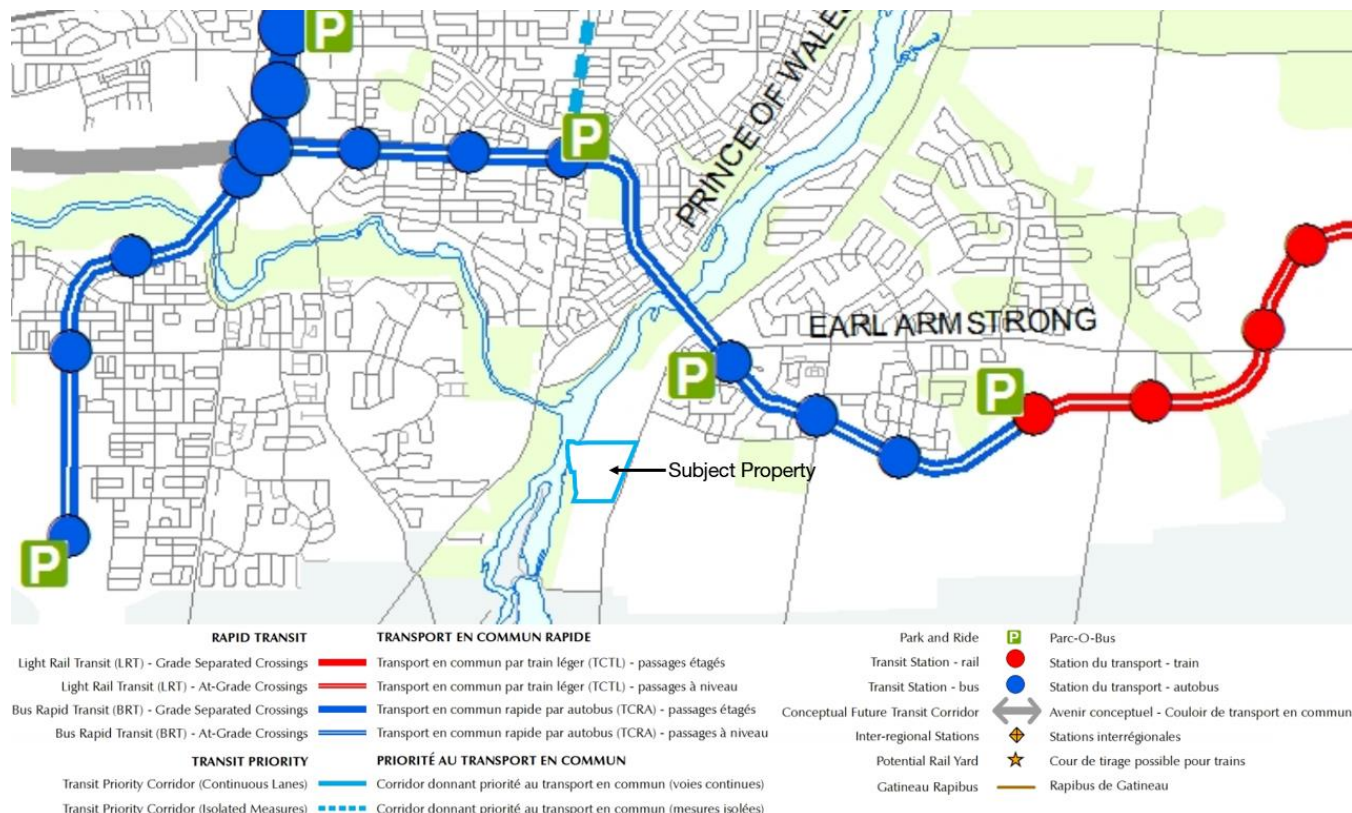 P
PRINCE OF WALES
P
EARL ARMSTRONG
P
P
Subject Property
P
RAPID TRANSIT
TRANSPORT EN COMMUN RAPIDE
Light Rail Transit (LRT) - Grade Separated Crossings
Transport en commun par train léger (TCTL) - passages étagés
Light Rail Transit (LRT) - At-Grade Crossings
Transport en commun par train léger (TCTL) - passages à niveau
Bus Rapid Transit (BRT) - Grade Separated Crossings
Transport en commun rapide par autobus (TCRA) - passages étagés
Bus Rapid Transit (BRT) - At-Grade Crossings
Transport en commun rapide par autobus (TCRA) - passages à niveau
TRANSIT PRIORITY
PRIORITÉ AU TRANSPORT EN COMMUN
Transit Priority Corridor (Continuous Lanes)
Corridor donnant priorité au transport en commun (voies continues)
Transit Priority Corridor (Isolated Measures)
Corridor donnant priorité au transport en commun (mesures isolées)
Park and Ride
P
Parc-O-Bus
Transit Station - rail
Station du transport - train
Transit Station - bus
Station du transport - autobus
Conceptual Future Transit Corridor
Avenir conceptuel - Couloir de transport en commun
Inter-regional Stations
Stations interrégionales
Potential Rail Yard
Cour de tirage possible pour trains
Gatineau Rapibus
Rapibus de Gatineau